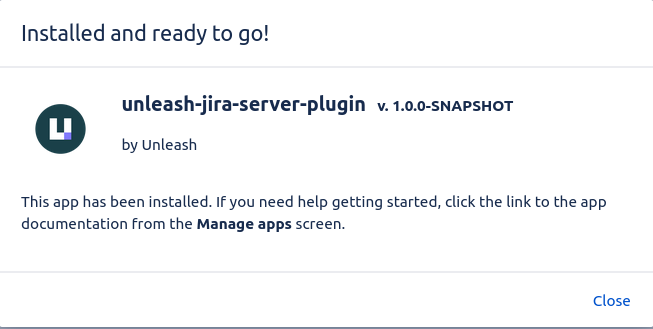 Installed and ready to go!
unleash-jira-server-plugin v. 1.0.0-SNAPSHOT
by Unleash
This app has been installed. If you need help getting started, click the link to the app
documentation from the Manage apps screen.
Close